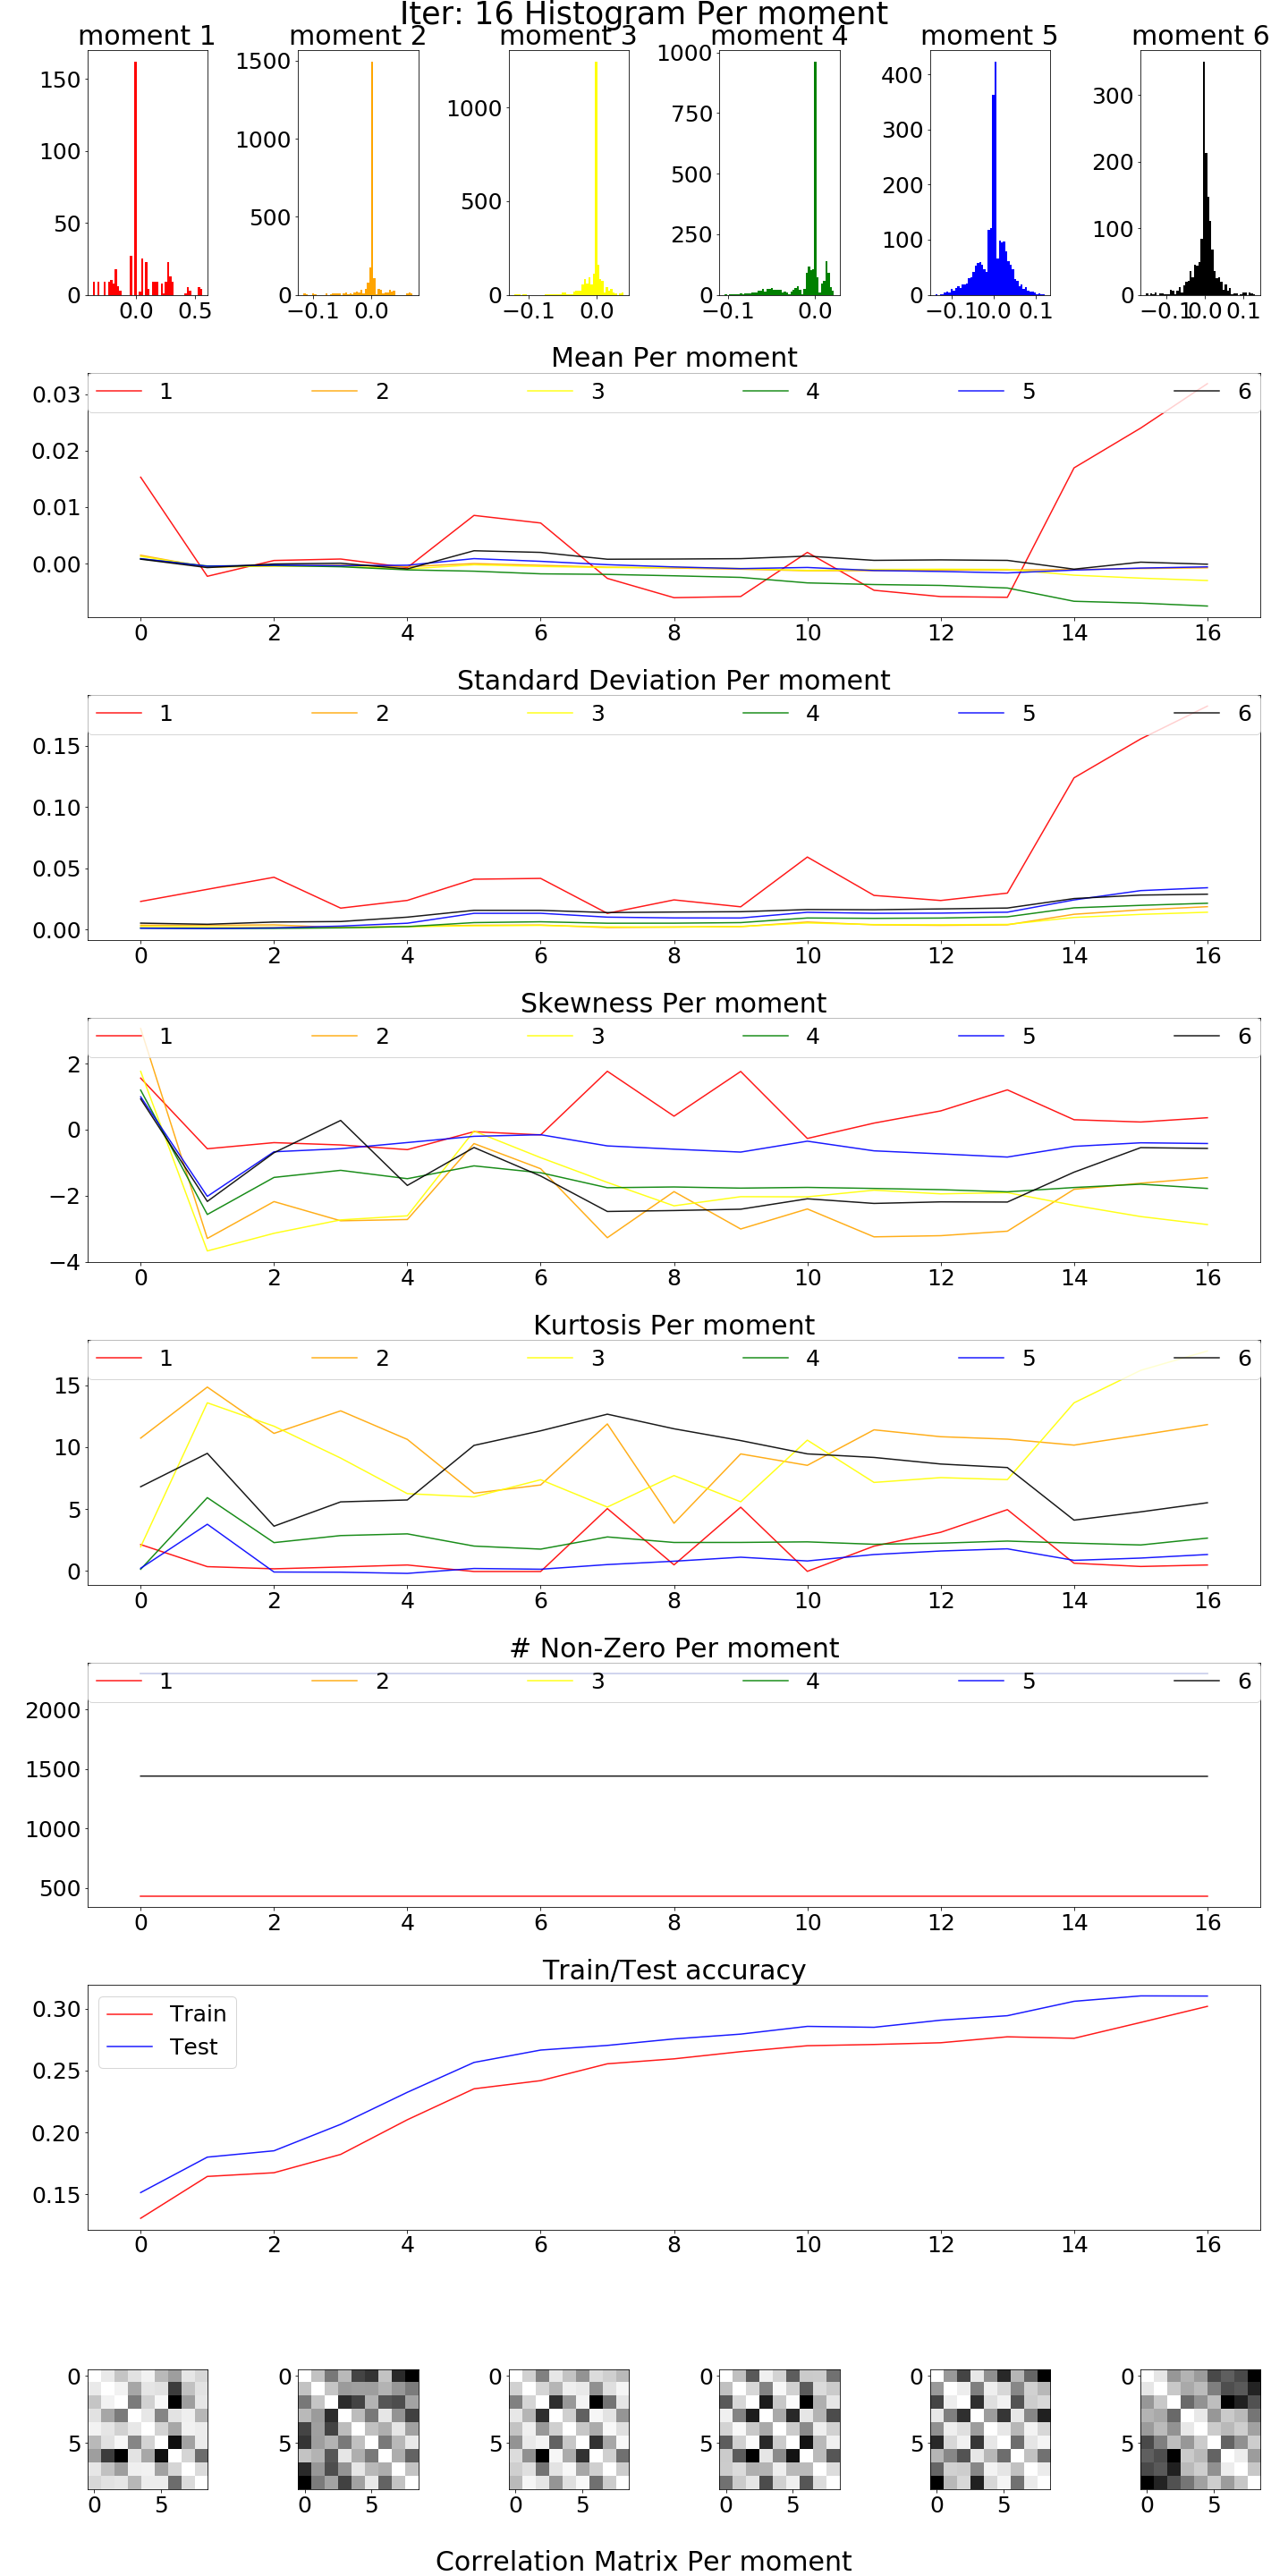 Iter: 16 Histogram Per moment
moment 1 moment 2 moment 3 moment 4 moment 5 moment 6
150 100 50 0
0.0 0.5
1500 1000 500 0
−0.1 0.0
1000 500 0
−0.1 0.0
1000 750 500 250 0
−0.1 0.0
400 300 200 100 0
−0.1 0.0 0.1
300 200 100 0
−0.1 0.0 0.1
Mean Per moment
1 2 3 4 5 6
0.03
0.02
0.01
0.00
0 2 4 6 8 10 12 14 16
Standard Deviation Per moment
1 2 3 4 5 6
0.15
0.10
0.05
0.00
0 2 4 6 8 10 12 14 16
Skewness Per moment
1 2 3 4 5 6
2
0
−2
−4
0 2 4 6 8 10 12 14 16
Kurtosis Per moment
1 2 3 4 5 6
15
10
5
0
0 2 4 6 8 10 12 14 16
# Non-Zero Per moment
1 2 3 4 5 6
2000
1500
1000
500
0 2 4 6 8 10 12 14 16
Train/Test accuracy
Train
Test
0.30
0.25
0.20
0.15
0 2 4 6 8 10 12 14 16
0 0 0 0 0 0
5 5 5 5 5 5
0 5 0 5 0 5 0 5 0 5 0 5
Correlation Matrix Per moment